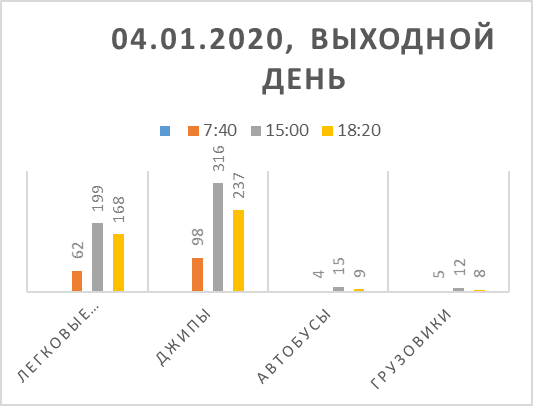 04.01.2020, ВЫХОДНОЙ
ДЕНЬ
7:40 15:00 18:20
62 199 168 98 316 237 4 15 9 5 12 8
ЛЕГКОВЫЕ... ДЖИПЫ АВТОБУСЫ ГРУЗОВИКИ